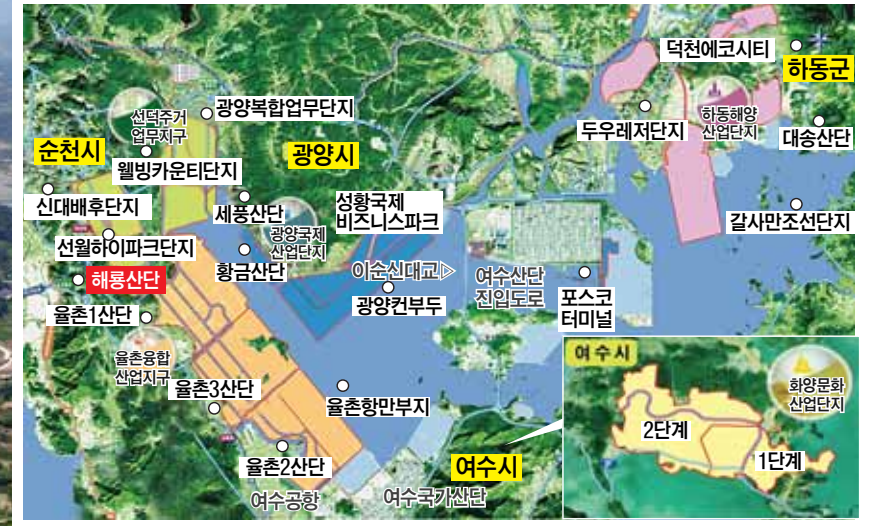 덕천에코시티
하동군
선덕주거
업무지구
광양복합업무단지
하동해양
산업단지
두우레저단지
대송산단
순천시
웰빙카운티단지
광양시
신대배후단지
세풍산단
성황국제
비즈니스파크
갈사만조선단지
선월하이파크단지
광양국제
산업단지
황금산단
이순신대교▷
여수산단
진입도로
해룡산단
광양컨부두
포스코
터미널
율촌1산단
율촌융합
산업지구
여수시
화양문화
산업단지
율촌3산단
율촌항만부지
2단계
1단계
율촌2산단
여수시
여수공항
여수국가산단